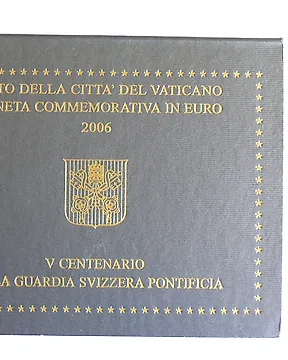 TO DELLA CITTA' DEL VATICANO
NETA COMMEMORATIVA IN EURO
2006
V CENTENARIO
LA GUARDIA SVIZZERA PONTIFICIA